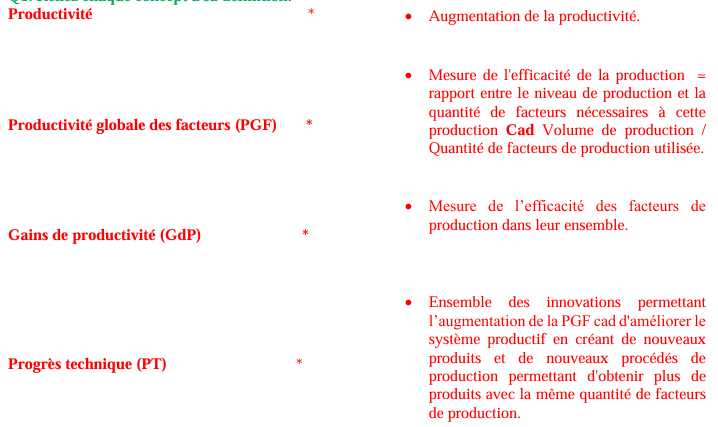 Productivité *
• Augmentation de la productivité.
• Mesure de l'efficacité de la production =
rapport entre le niveau de production et la
quantité de facteurs nécessaires à cette
production Cad Volume de production /
Quantité de facteurs de production utilisée.
Productivité globale des facteurs (PGF) *
• Mesure de l’efficacité des facteurs de
production dans leur ensemble.
Gains de productivité (GdP) *
• Ensemble des innovations permettant
l’augmentation de la PGF cad d'améliorer le
système productif en créant de nouveaux
produits et de nouveaux procédés de
production permettant d'obtenir plus de
produits avec la même quantité de facteurs
de production.
Progrès technique (PT) *